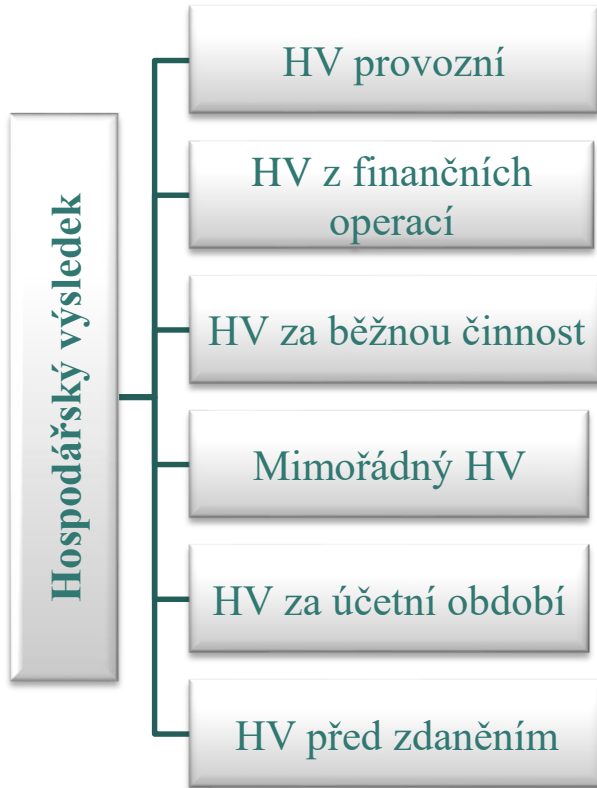 Hospodářský výsledek
HV provozní
HV z finančních
operací
HV za běžnou činnost
Mimořádný HV
HV za účetní období
HV před zdaněním